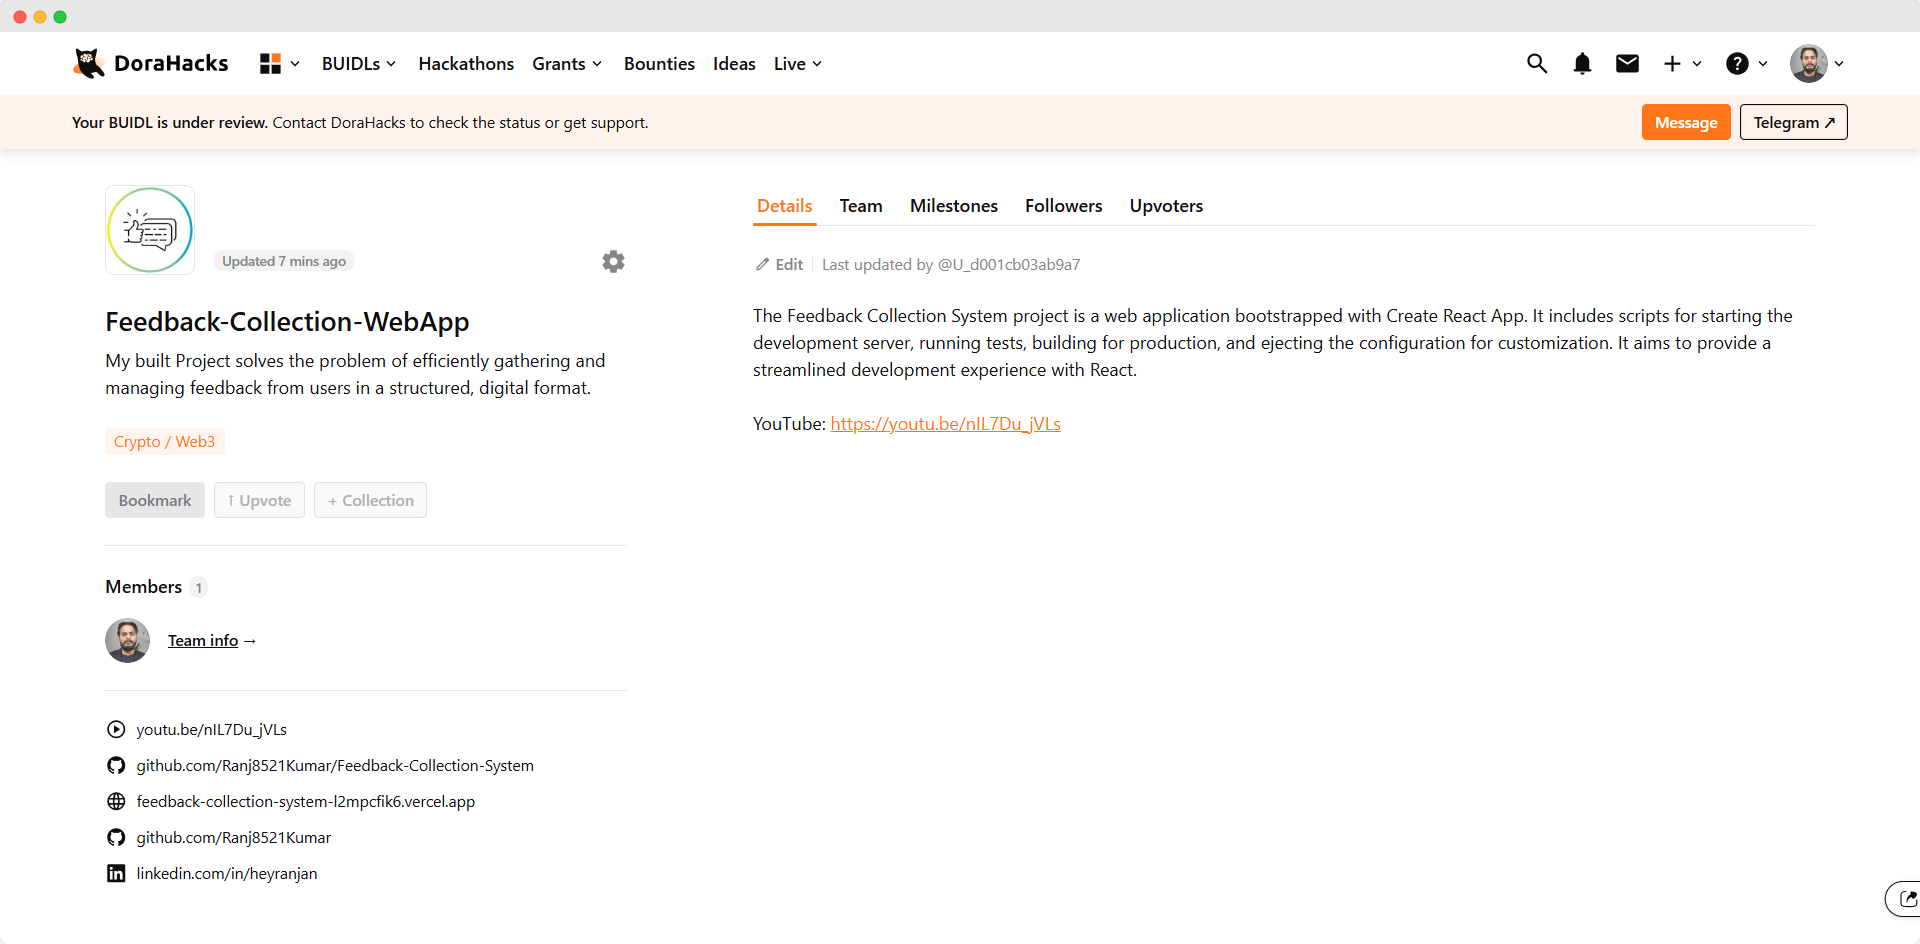 DoraHacks
BUIDLs
Hackathons
Grants
Bounties
Ideas
Live
Your BUIDL is under review. Contact DoraHacks to check the status or get support.
Message
Telegram ↗
Updated 7 mins ago
Feedback-Collection-WebApp
My built Project solves the problem of efficiently gathering and
managing feedback from users in a structured, digital format.
Crypto / Web3
Bookmark
↑ Upvote
+ Collection
Members 1
Team info →
youtu.be/nIL7Du_jVLs
github.com/Ranj8521Kumar/Feedback-Collection-System
feedback-collection-system-l2mpcfik6.vercel.app
github.com/Ranj8521Kumar
linkedin.com/in/heyranjan
Details
Team
Milestones
Followers
Upvoters
Edit
Last updated by @U_d001cb03ab9a7
The Feedback Collection System project is a web application bootstrapped with Create React App. It includes scripts for starting the
development server, running tests, building for production, and ejecting the configuration for customization. It aims to provide a
streamlined development experience with React.
YouTube: https://youtu.be/nIL7Du_jVLs